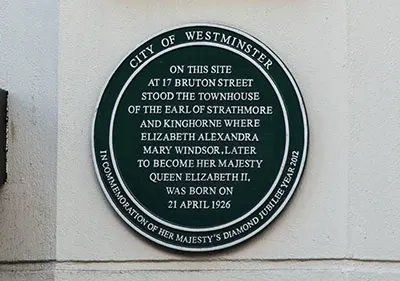 CITY OF WESTMINSTER
ON THIS SITE
AT 17 BRUTON STREET
STOOD THE TOWNHOUSE
OF THE EARL OF STRATHMORE
AND KINGHORNE WHERE
ELIZABETH ALEXANDRA
MARY WINDSOR, LATER
TO BECOME HER MAJESTY
QUEEN ELIZABETH II,
WAS BORN ON
21 APRIL 1926
IN COMMEMORATION OF HER MAJESTY'S DIAMOND JUBILEE YEAR 2012